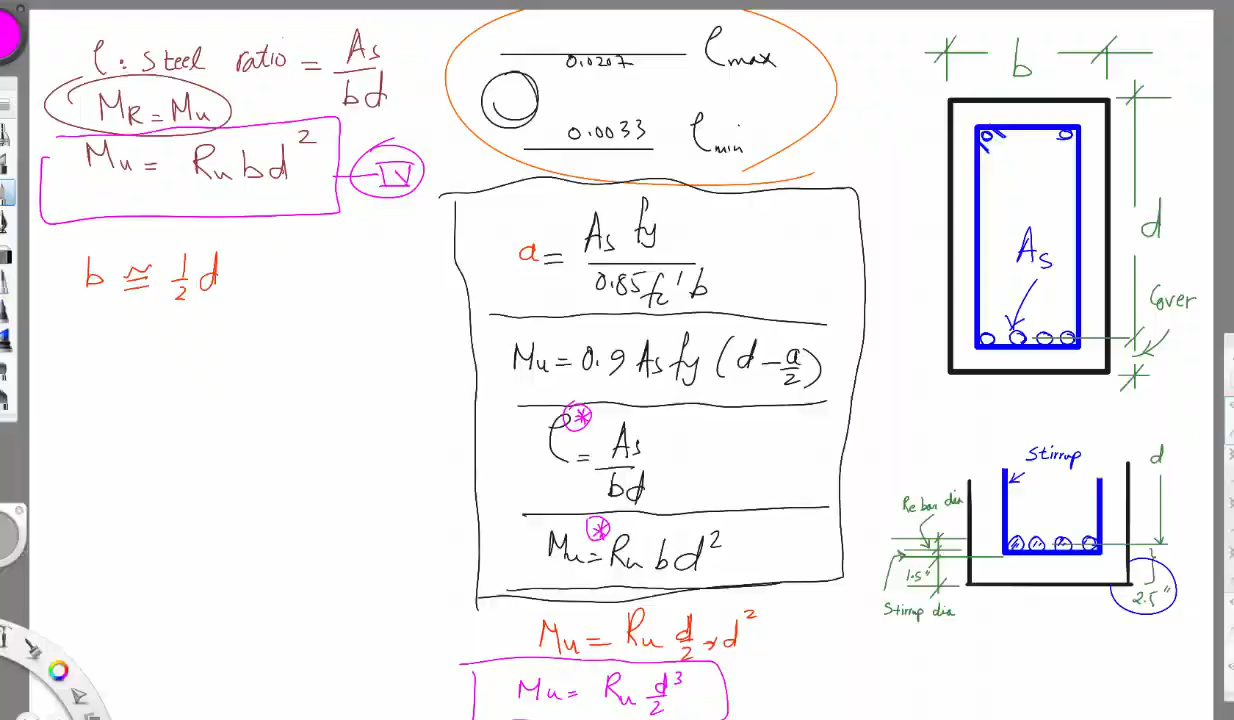 ρ : steel ratio = As/bd
MR = Mu
Mu = Ru bd²
IV
b ≅ 1/2 d
0.0207 ρmax
0.0033 ρmin
a = As fy / 0.85 fc' b
Mu = 0.9 As fy (d - a/2)
ρ* = As/bd
Mu =* Ru bd²
Mu = Ru d/2 × d²
Mu = Ru d³/2
b
d
As
Cover
Stirrup
d
Rebar dia
1.5"
2.5"
Stirrup dia